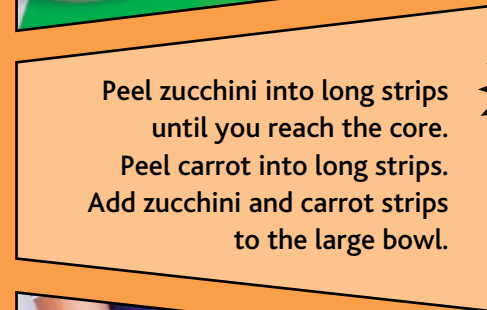 Peel zucchini into long strips
until you reach the core.
Peel carrot into long strips.
Add zucchini and carrot strips
to the large bowl.